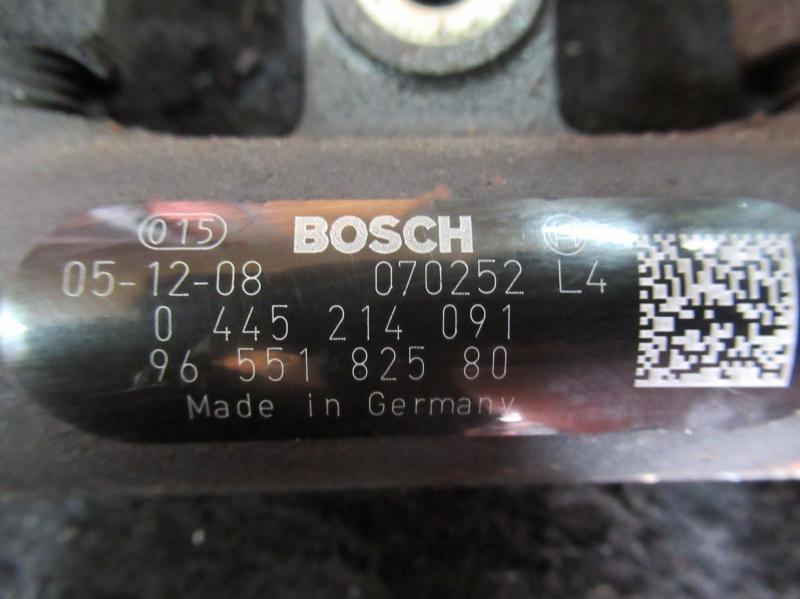 015 BOSCH
05-12-08 070252 L4
0 445 214 091
96 551 825 80
Made in Germany